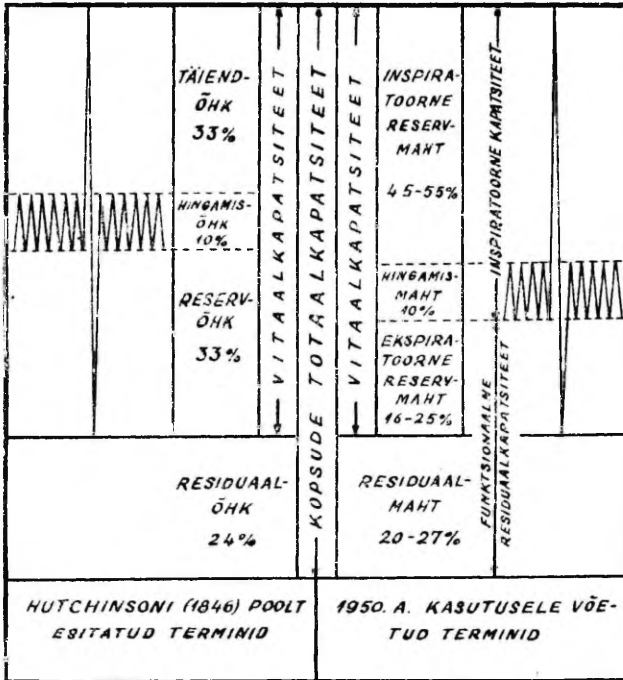 TÄIEND-
ÕHK
33%
HINGAMIS-
ÕHK
10%
RESERV-
ÕHK
33%
RESIDUAAL-
ÕHK
24%
VITAALKAPATSITEET
KOPSUDE TOTAALKAPATSITEET
VITAALKAPATSITEET
INSPIRA-
TOORNE
RESERV-
MAHT
45-55%
HINGAMIS-
MAHT
10%
EKSPIRA-
TOORNE
RESERV-
MAHT
16-25%
RESIDUAAL-
MAHT
20-27%
INSPIRATOORNE KAPATSITEET
FUNKTSIONAALNE
RESIDUAALKAPATSITEET
HUTCHINSONI (1846) POOLT
ESITATUD TERMINID
1950. A. KASUTUSELE VÕE-
TUD TERMINID